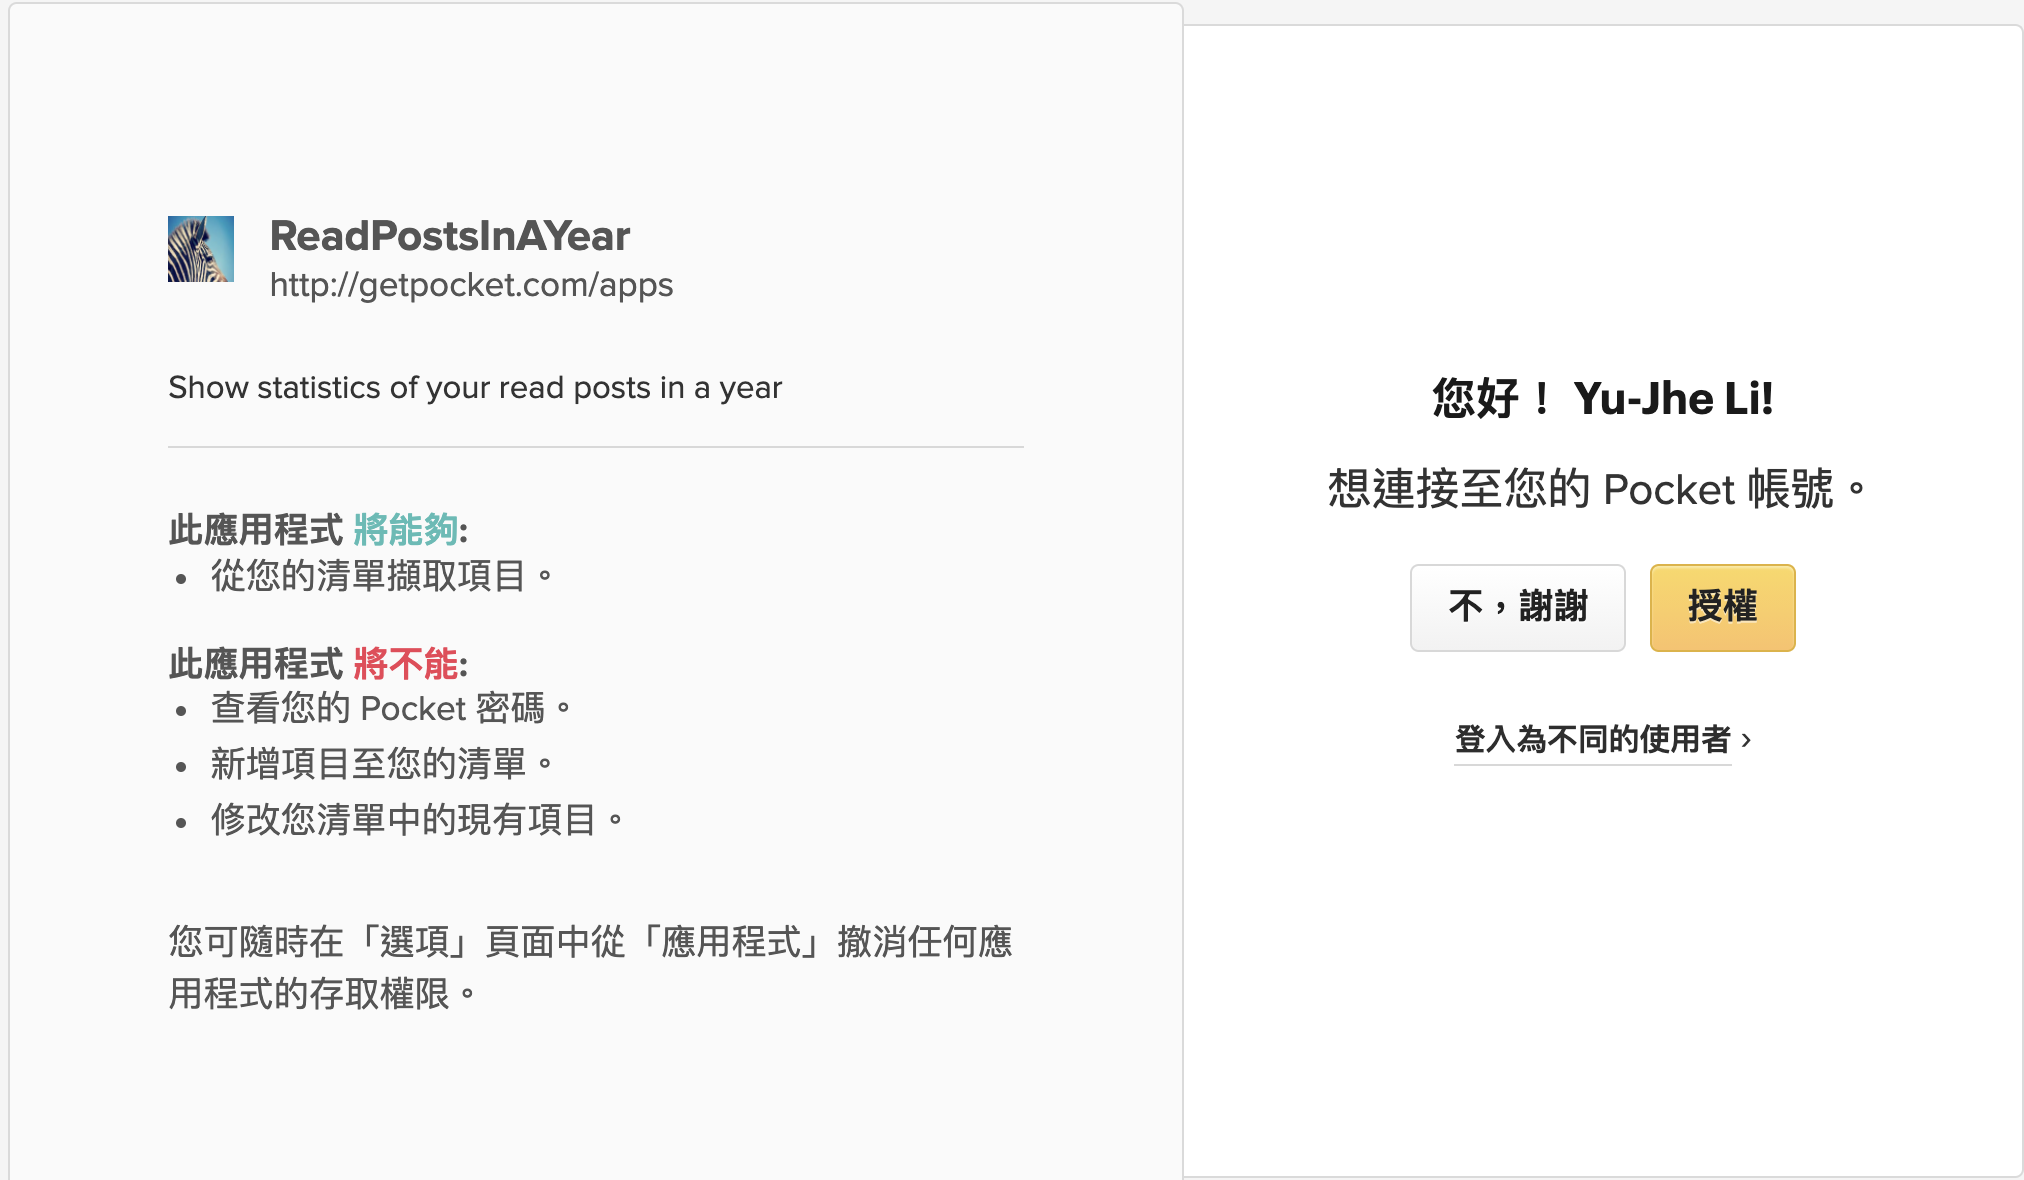 ReadPostsInAYear
http://getpocket.com/apps
Show statistics of your read posts in a year
此應用程式 將能夠:
• 從您的清單擷取項目。
此應用程式 將不能:
• 查看您的 Pocket 密碼。
• 新增項目至您的清單。
• 修改您清單中的現有項目。
您可隨時在「選項」頁面中從「應用程式」撤消任何應
用程式的存取權限。
您好！ Yu-Jhe Li!
想連接至您的 Pocket 帳號。
不，謝謝
授權
登入為不同的使用者 ›